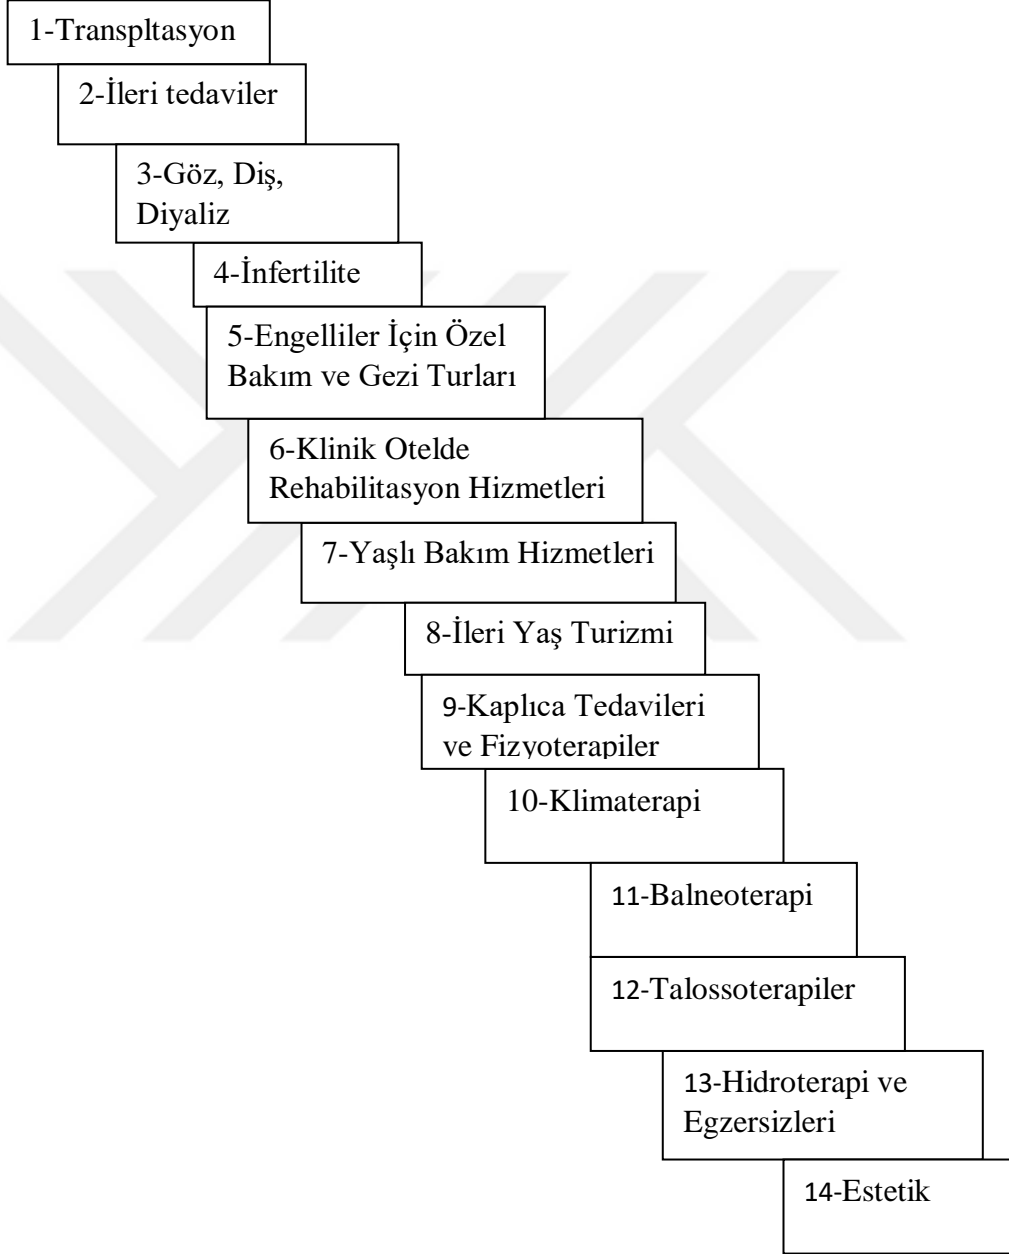 1-Transpltasyon
2-İleri tedaviler
3-Göz, Diş,
Diyaliz
4-İnfertilite
5-Engelliler İçin Özel
Bakım ve Gezi Turları
6-Klinik Otelde
Rehabilitasyon Hizmetleri
7-Yaşlı Bakım Hizmetleri
8-İleri Yaş Turizmi
9-Kaplıca Tedavileri
ve Fizyoterapiler
10-Klimaterapi
11-Balneoterapi
12-Talossoterapiler
13-Hidroterapi ve
Egzersizleri
14-Estetik